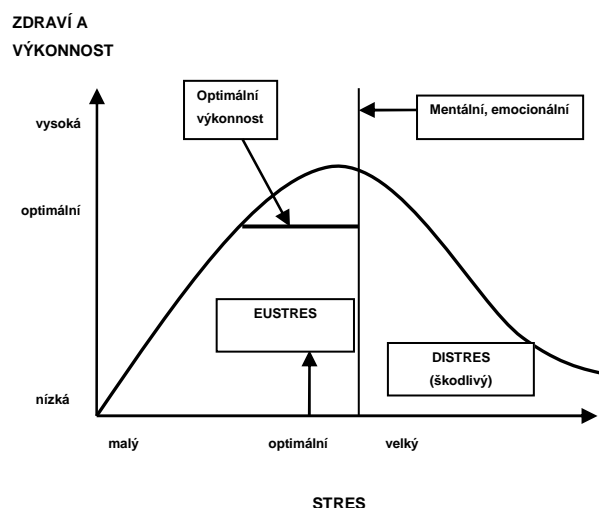 ZDRAVÍ A
VÝKONNOST
Optimální
výkonnost
Mentální, emocionální
vysoká
optimální
EUSTRES
DISTRES
(škodlivý)
nízká
malý
optimální
velký
STRES